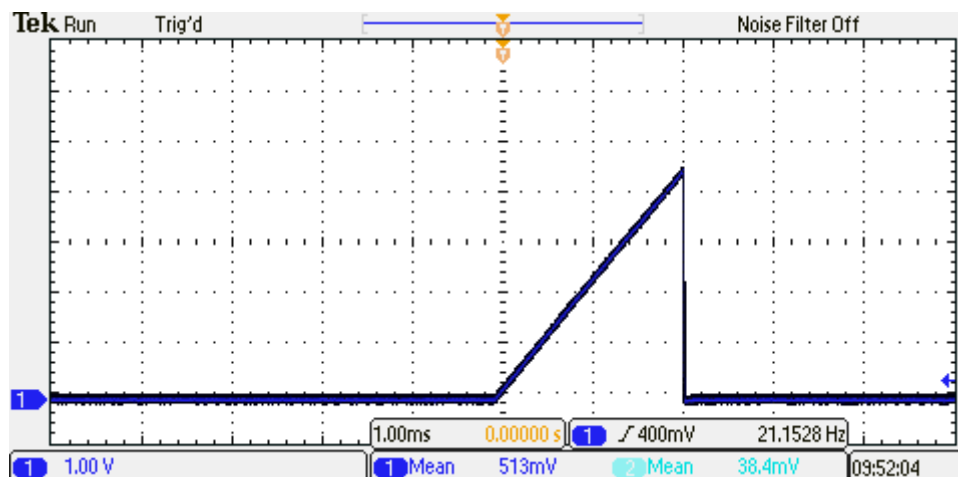 Tek Run Trig'd Noise Filter Off
T
T
1
1.00ms 0.00000 s 1 400mV 21.1528 Hz
1 1.00 V 1 Mean 513mV 2 Mean 38.4mV 09:52:04